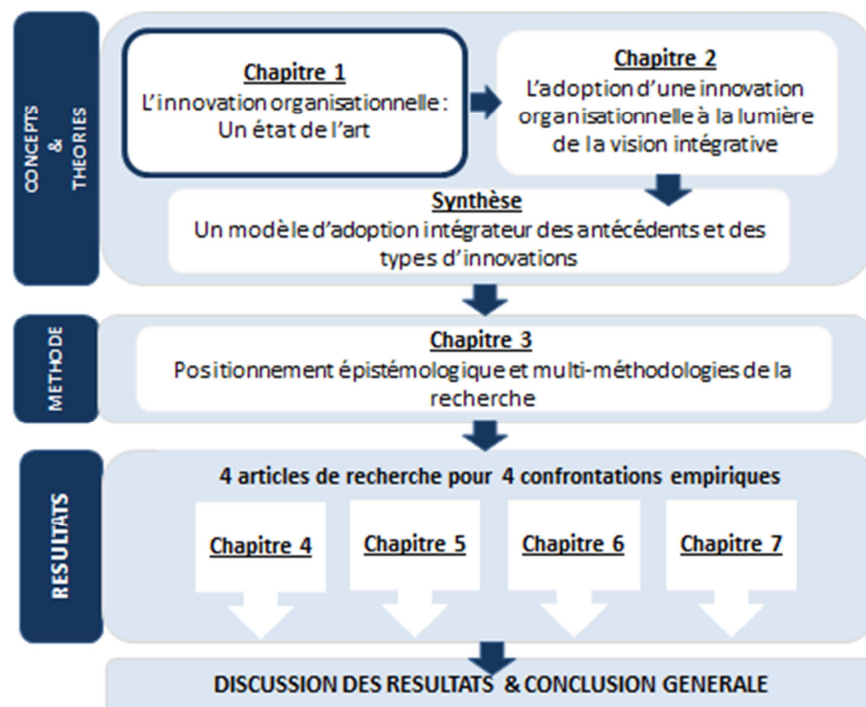 CONCEPTS
&
THEORIES
Chapitre 1
L'innovation organisationnelle :
Un état de l'art
Chapitre 2
L'adoption d'une innovation
organisationnelle à la lumière
de la vision intégrative
Synthèse
Un modèle d'adoption intégrateur des antécédents et des
types d'innovations
METHODE
Chapitre 3
Positionnement épistémologique et multi-méthodologies de la
recherche
RESULTATS
4 articles de recherche pour 4 confrontations empiriques
Chapitre 4
Chapitre 5
Chapitre 6
Chapitre 7
DISCUSSION DES RESULTATS & CONCLUSION GENERALE